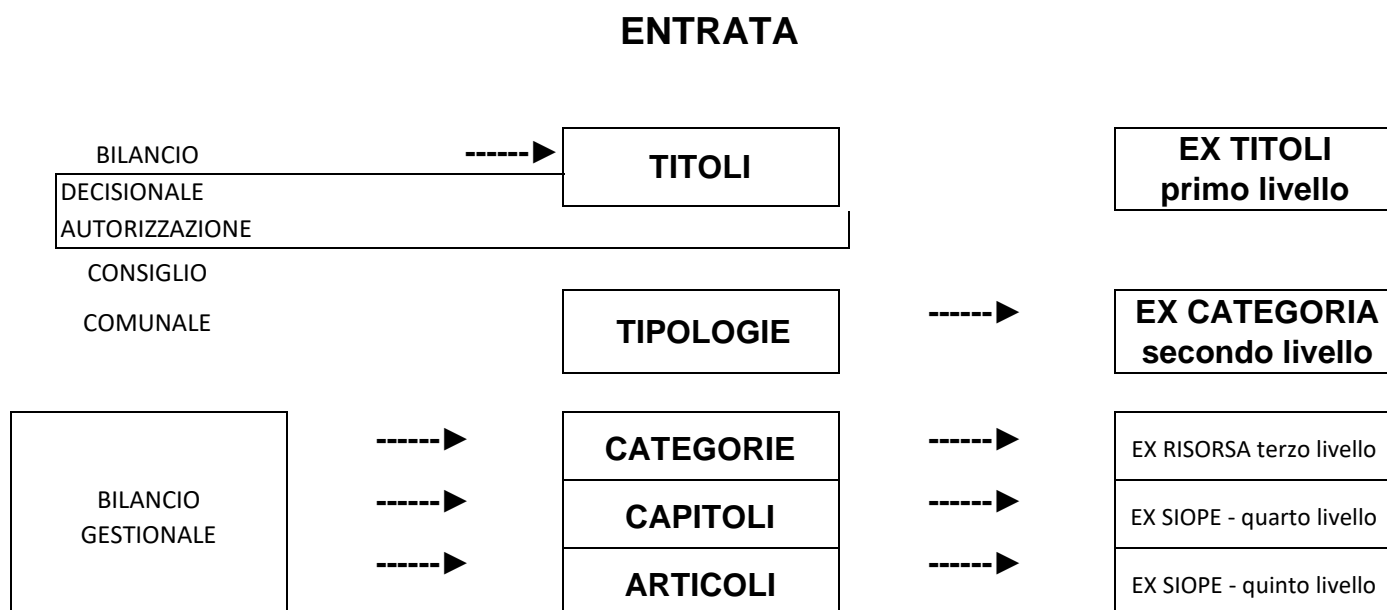 ENTRATA
BILANCIO
DECISIONALE
AUTORIZZAZIONE
CONSIGLIO
COMUNALE
------►
TITOLI
EX TITOLI
primo livello
TIPOLOGIE
------►
EX CATEGORIA
secondo livello
BILANCIO
GESTIONALE
------►
CATEGORIE
------►
EX RISORSA terzo livello
------►
CAPITOLI
------►
EX SIOPE - quarto livello
------►
ARTICOLI
------►
EX SIOPE - quinto livello